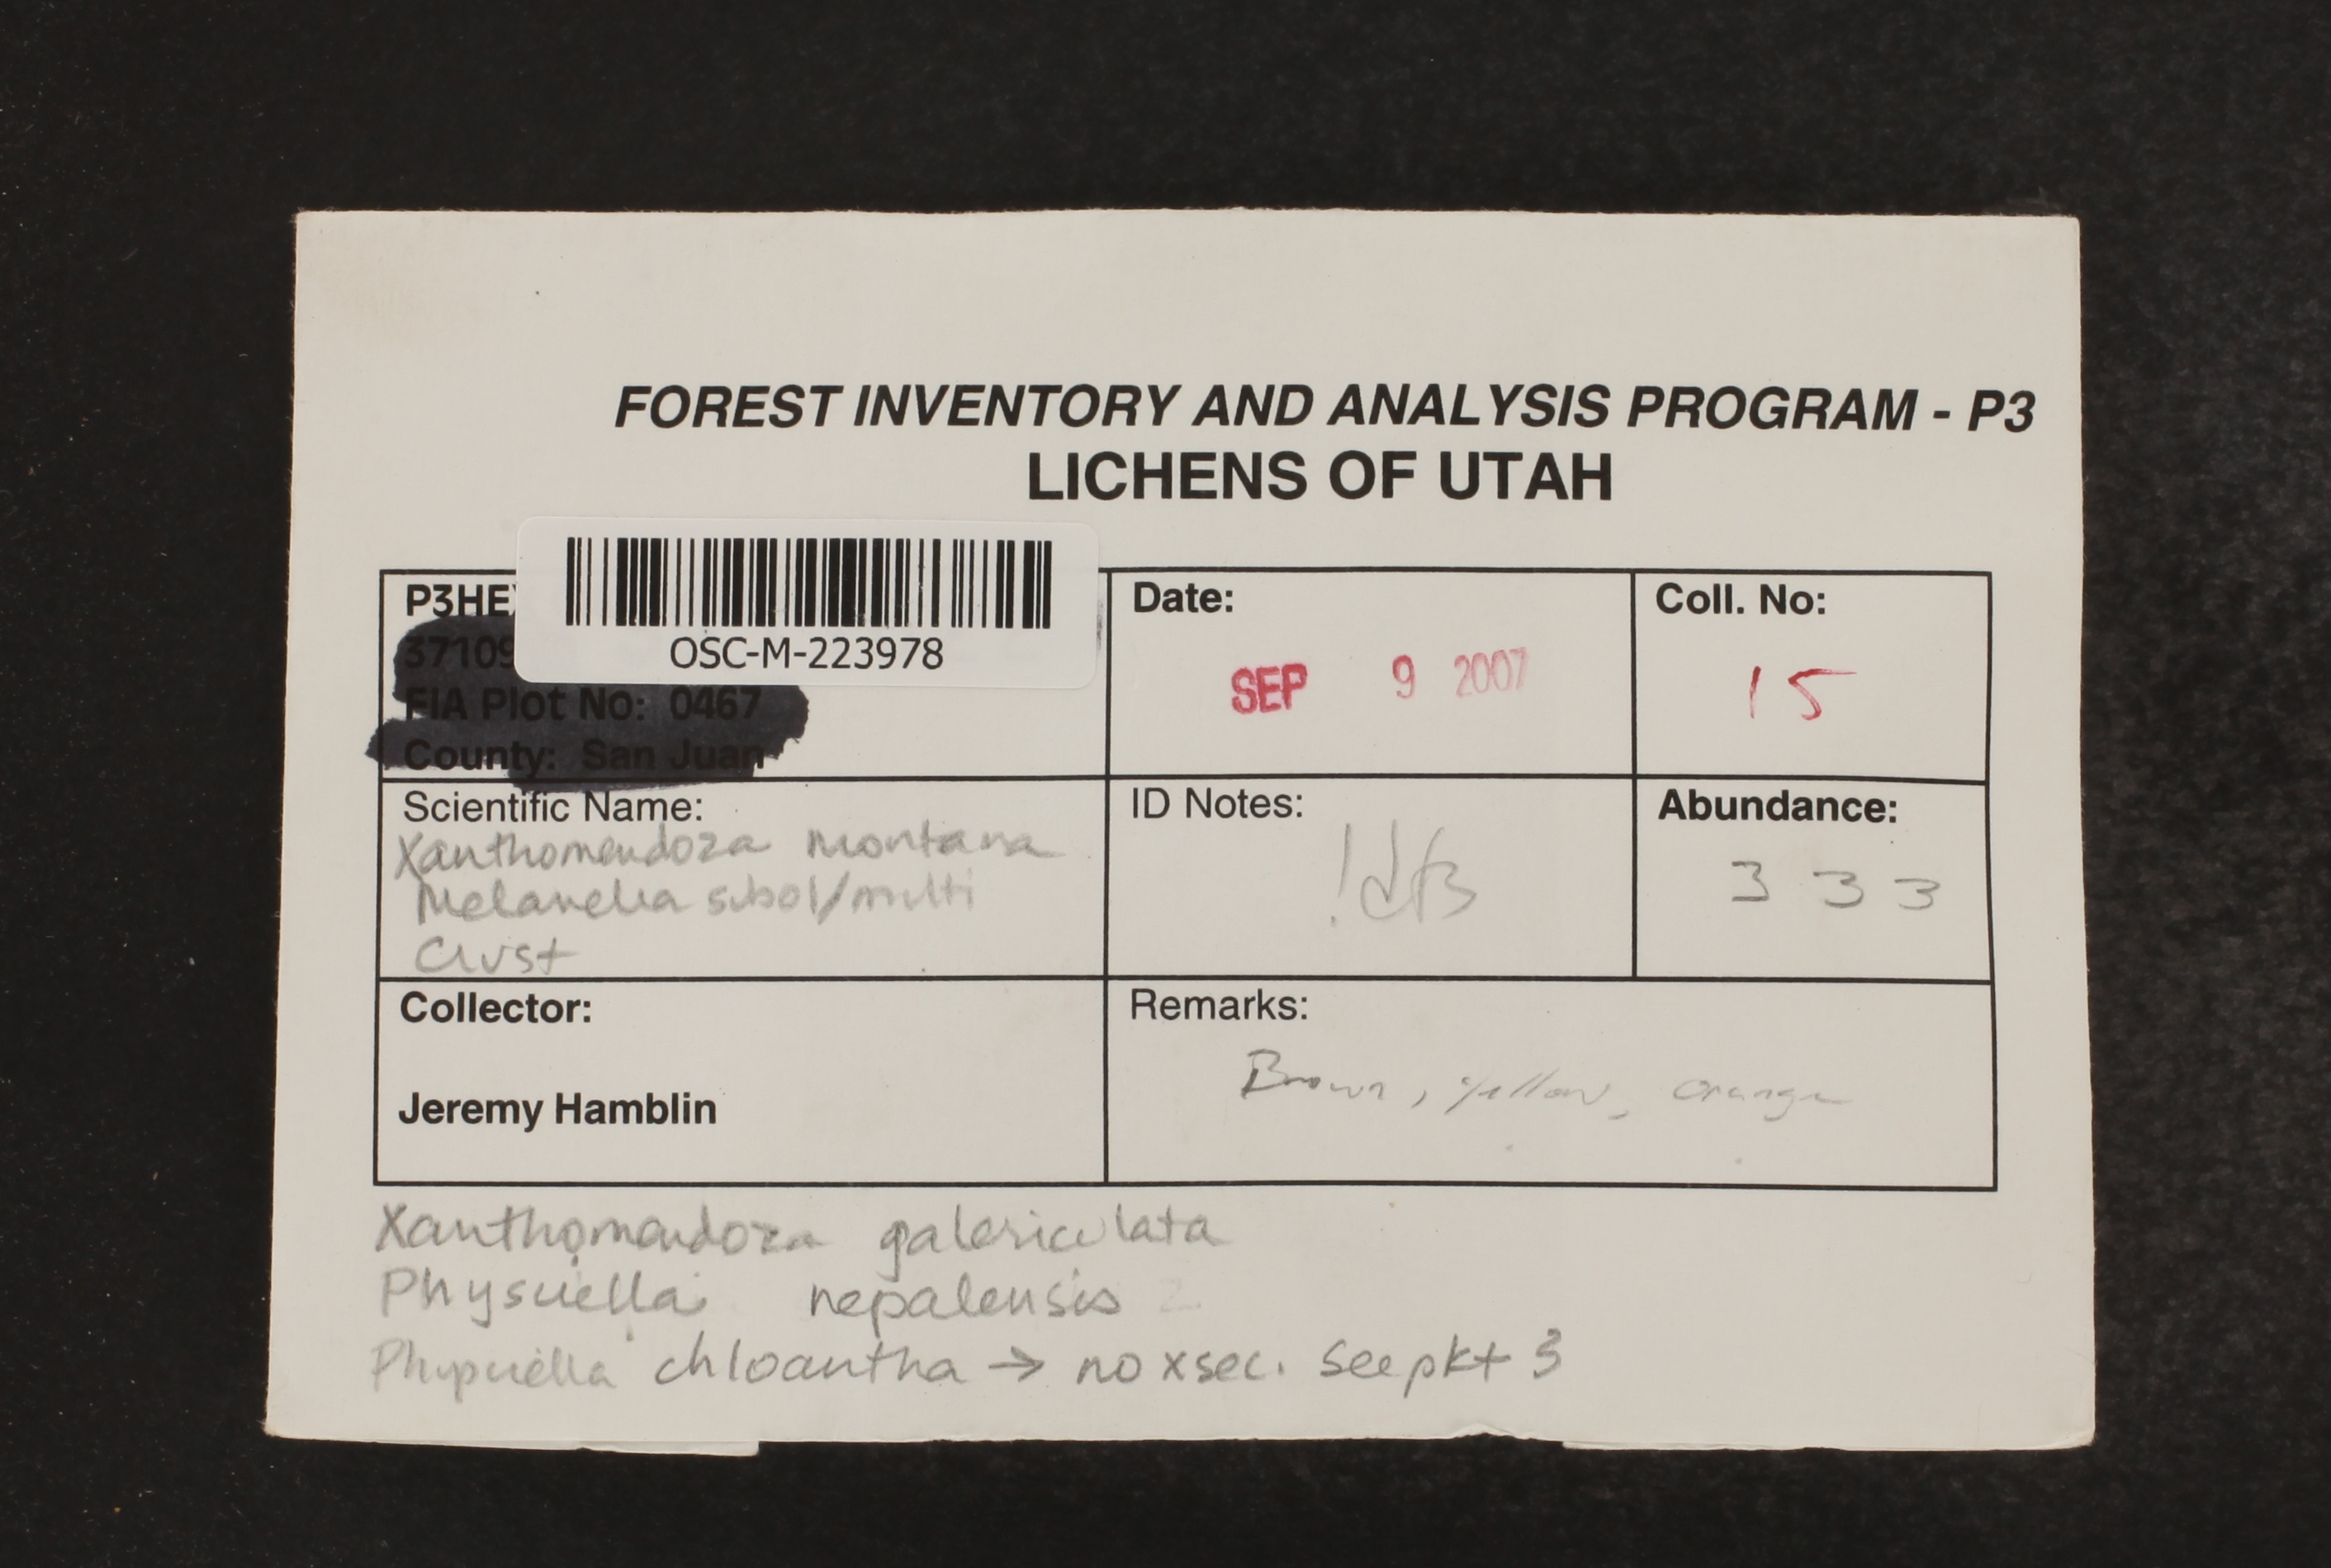 FOREST INVENTORY AND ANALYSIS PROGRAM - P3
LICHENS OF UTAH
P3HE
OSC-M-223978
37109
FIA Plot No: 0467
County: San Juan
Date:
SEP 9 2007
Coll. No:
15
Scientific Name:
Xanthomendoza montana
Melanelia subol/multi
Crust
ID Notes:
Abundance:
3 3 3
Collector:
Jeremy Hamblin
Remarks:
Brown, yellow, orange
Xanthomendoza galericulata
Physciella nepalensis
Physciella chloantha → no xsec. see pkt 3